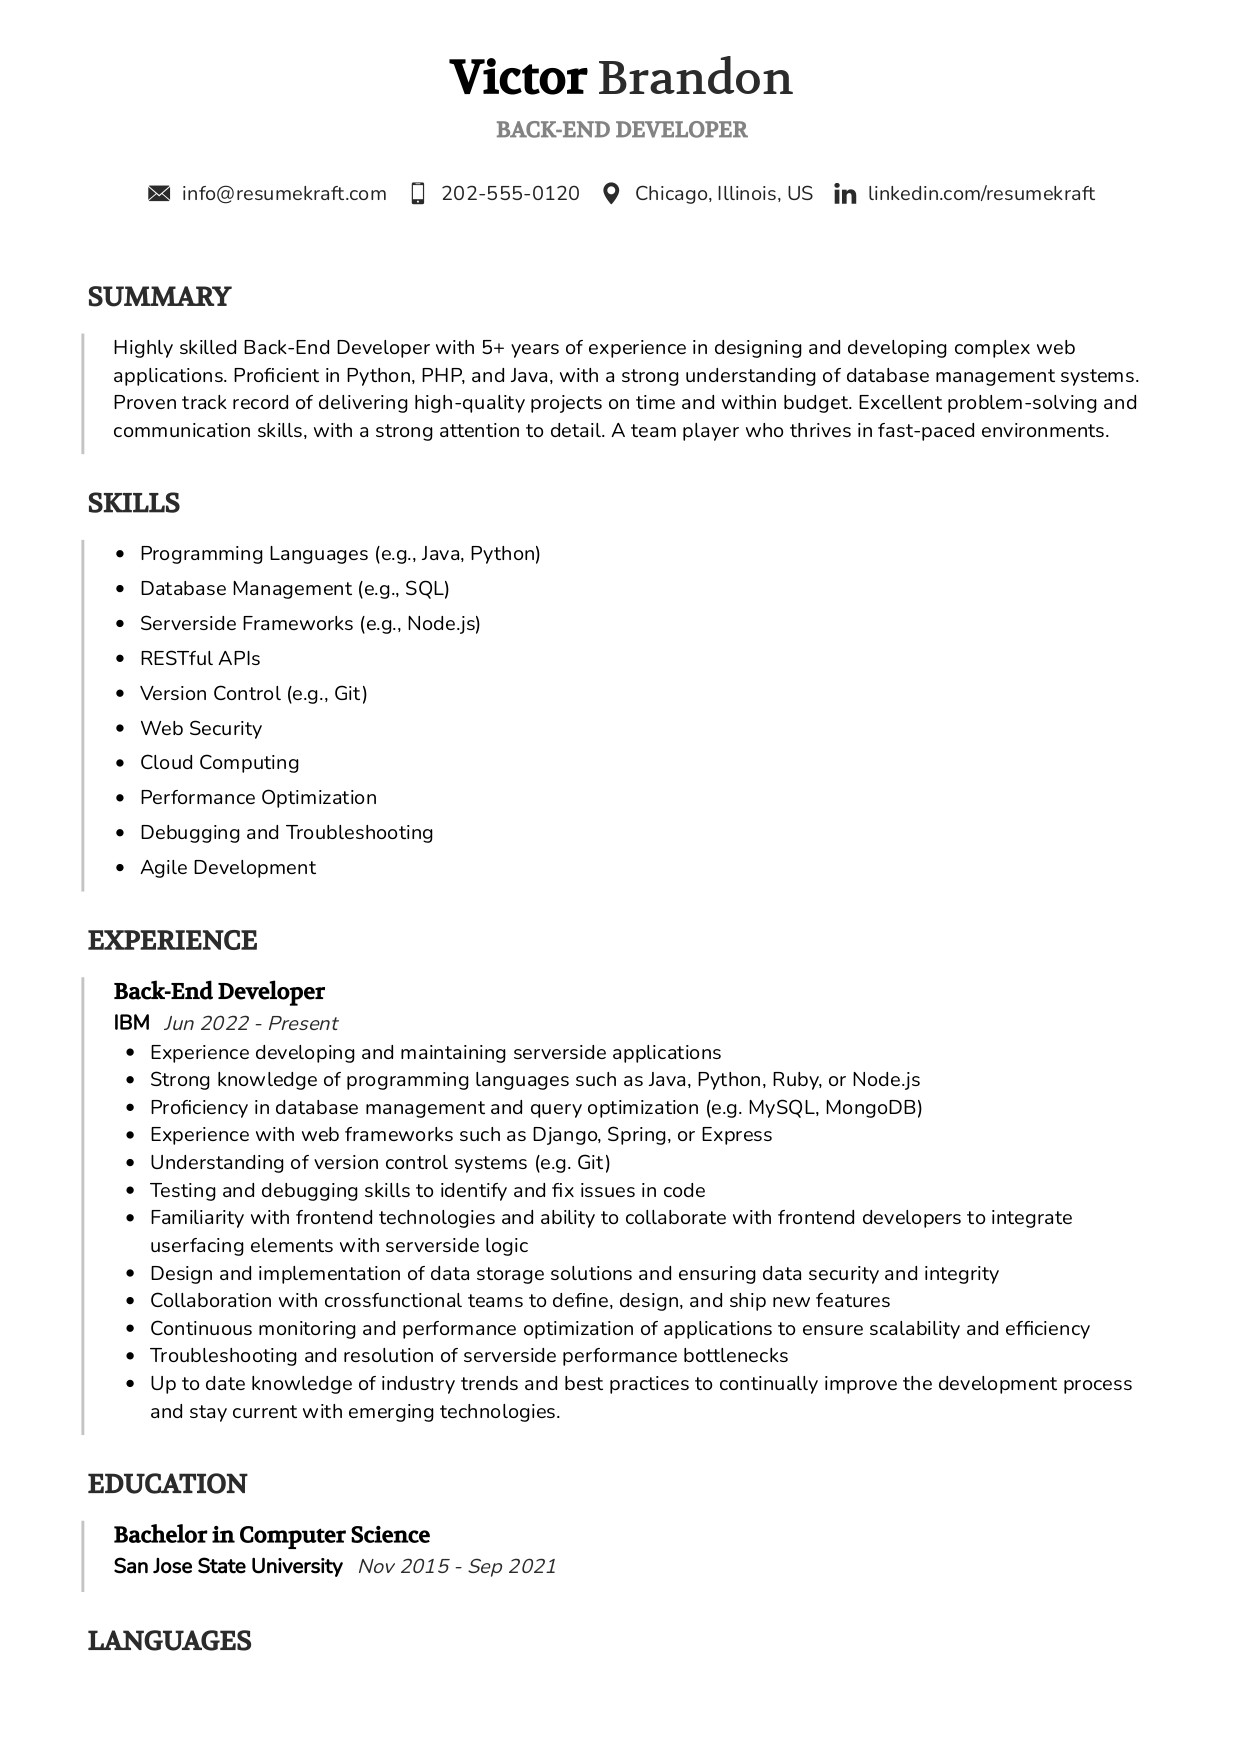 Victor Brandon
BACK-END DEVELOPER
info@resumekraft.com 202-555-0120 Chicago, Illinois, US linkedin.com/resumekraft
SUMMARY
Highly skilled Back-End Developer with 5+ years of experience in designing and developing complex web
applications. Proficient in Python, PHP, and Java, with a strong understanding of database management systems.
Proven track record of delivering high-quality projects on time and within budget. Excellent problem-solving and
communication skills, with a strong attention to detail. A team player who thrives in fast-paced environments.
SKILLS
• Programming Languages (e.g., Java, Python)
• Database Management (e.g., SQL)
• Serverside Frameworks (e.g., Node.js)
• RESTful APIs
• Version Control (e.g., Git)
• Web Security
• Cloud Computing
• Performance Optimization
• Debugging and Troubleshooting
• Agile Development
EXPERIENCE
Back-End Developer
IBM Jun 2022 - Present
• Experience developing and maintaining serverside applications
• Strong knowledge of programming languages such as Java, Python, Ruby, or Node.js
• Proficiency in database management and query optimization (e.g. MySQL, MongoDB)
• Experience with web frameworks such as Django, Spring, or Express
• Understanding of version control systems (e.g. Git)
• Testing and debugging skills to identify and fix issues in code
• Familiarity with frontend technologies and ability to collaborate with frontend developers to integrate
userfacing elements with serverside logic
• Design and implementation of data storage solutions and ensuring data security and integrity
• Collaboration with crossfunctional teams to define, design, and ship new features
• Continuous monitoring and performance optimization of applications to ensure scalability and efficiency
• Troubleshooting and resolution of serverside performance bottlenecks
• Up to date knowledge of industry trends and best practices to continually improve the development process
and stay current with emerging technologies.
EDUCATION
Bachelor in Computer Science
San Jose State University Nov 2015 - Sep 2021
LANGUAGES